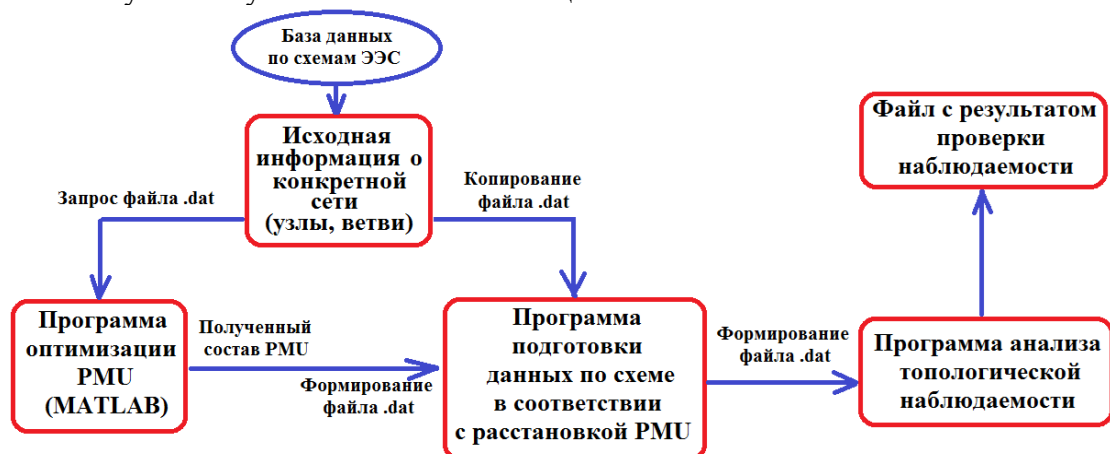 База данных
по схемам ЭЭС
Исходная
информация о
конкретной
сети
(узлы, ветви)
Запрос файла .dat
Копирование
файла .dat
Файл с результатом
проверки
наблюдаемости
Программа
оптимизации
PMU
(MATLAB)
Полученный
состав PMU
Формирование
файла .dat
Программа
подготовки
данных по схеме
в соответствии
с расстановкой PMU
Формирование
файла .dat
Программа анализа
топологической
наблюдаемости